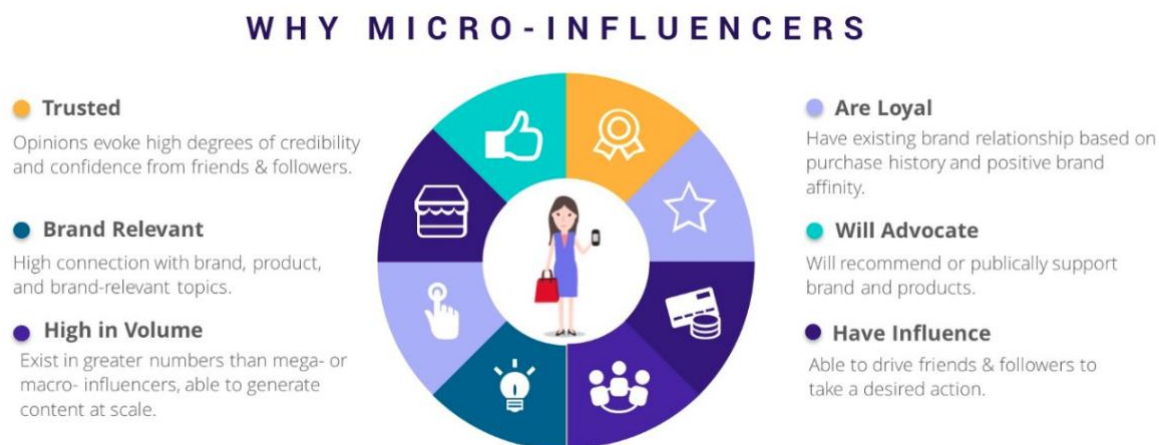 WHY MICRO-INFLUENCERS
Trusted
Opinions evoke high degrees of credibility
and confidence from friends & followers.
Brand Relevant
High connection with brand, product,
and brand-relevant topics.
High in Volume
Exist in greater numbers than mega- or
macro- influencers, able to generate
content at scale.
Are Loyal
Have existing brand relationship based on
purchase history and positive brand
affinity.
Will Advocate
Will recommend or publically support
brand and products.
Have Influence
Able to drive friends & followers to
take a desired action.